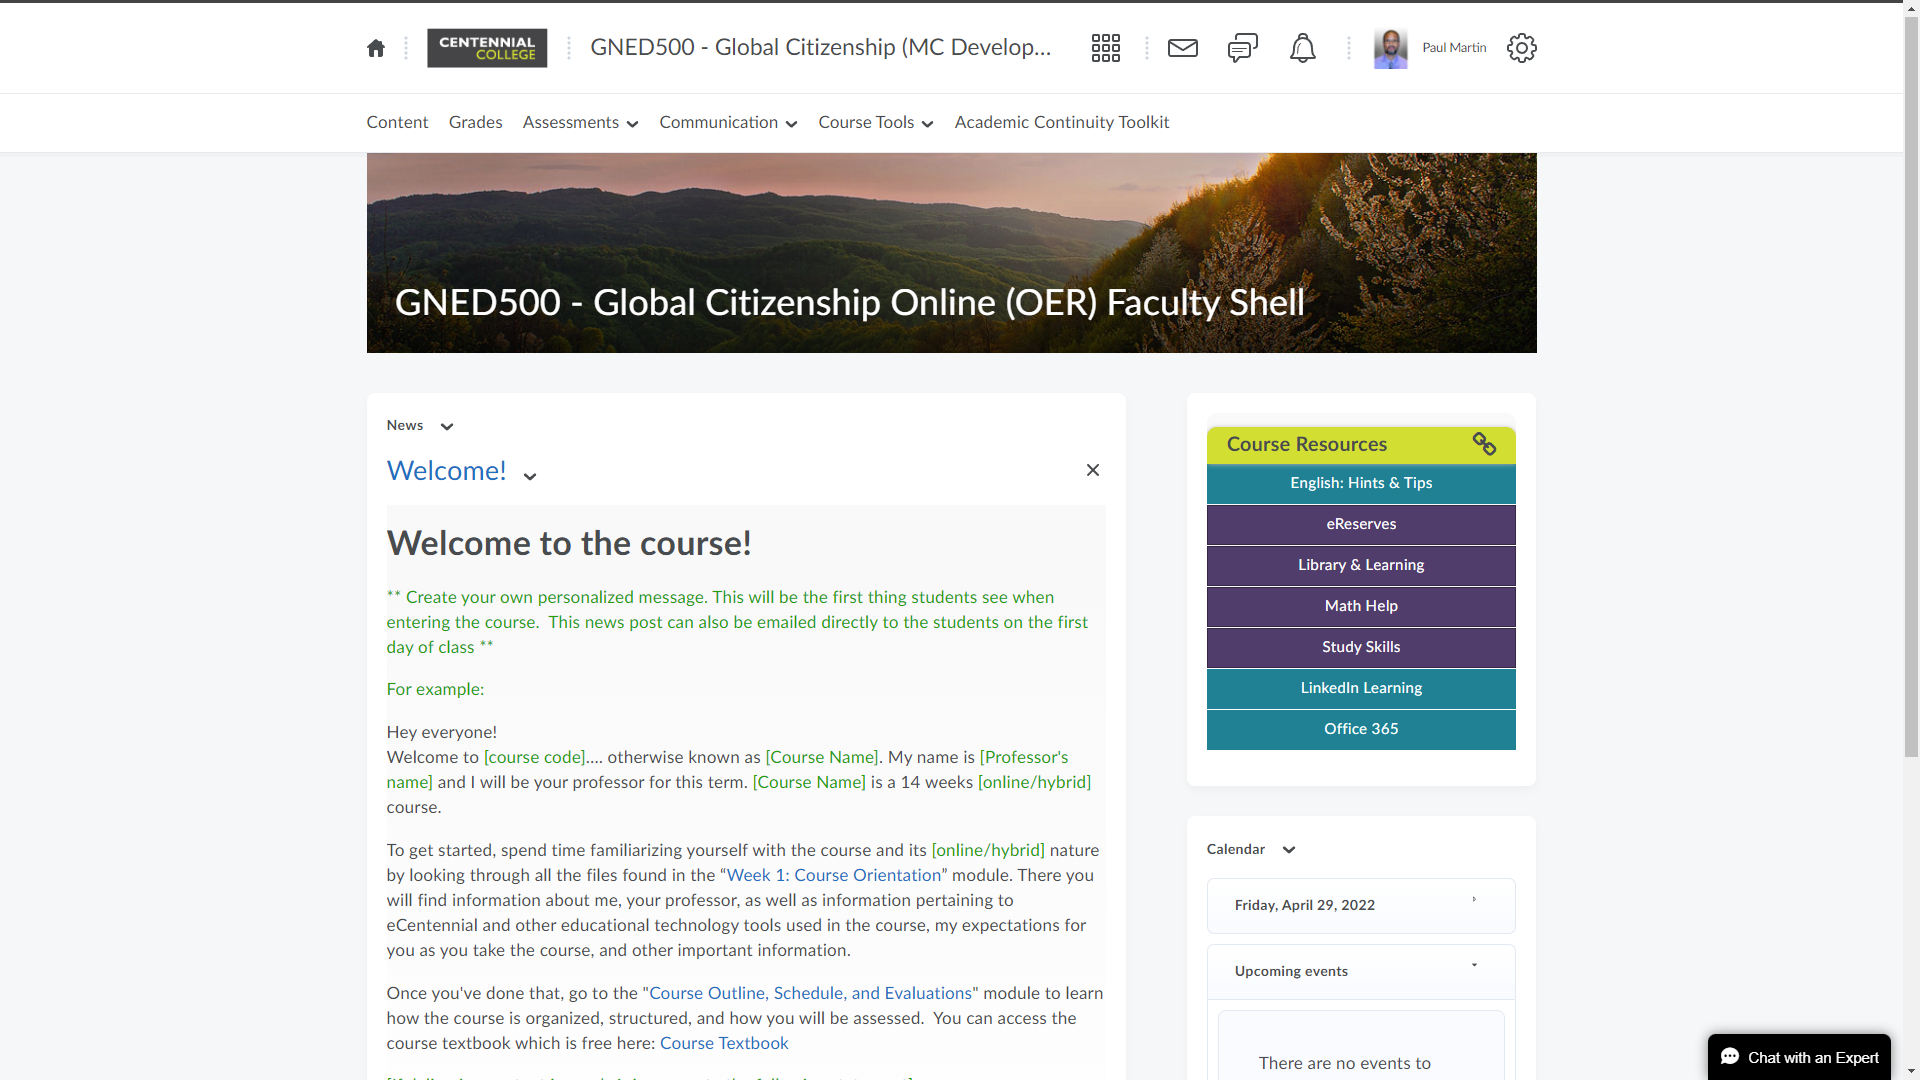 CENTENNIAL
COLLEGE
GNED500 - Global Citizenship (MC Develop...
Paul Martin
Content
Grades
Assessments
Communication
Course Tools
Academic Continuity Toolkit
GNED500 - Global Citizenship Online (OER) Faculty Shell
News
Welcome!
Welcome to the course!
** Create your own personalized message. This will be the first thing students see when
entering the course.  This news post can also be emailed directly to the students on the first
day of class **
For example:
Hey everyone!
Welcome to [course code].... otherwise known as [Course Name]. My name is [Professor's
name] and I will be your professor for this term. [Course Name] is a 14 weeks [online/hybrid]
course.
To get started, spend time familiarizing yourself with the course and its [online/hybrid] nature
by looking through all the files found in the “Week 1: Course Orientation” module. There you
will find information about me, your professor, as well as information pertaining to
eCentennial and other educational technology tools used in the course, my expectations for
you as you take the course, and other important information.
Once you've done that, go to the "Course Outline, Schedule, and Evaluations" module to learn
how the course is organized, structured, and how you will be assessed.  You can access the
course textbook which is free here: Course Textbook
Course Resources
English: Hints & Tips
eReserves
Library & Learning
Math Help
Study Skills
LinkedIn Learning
Office 365
Calendar
Friday, April 29, 2022
Upcoming events
There are no events to
Chat with an Expert